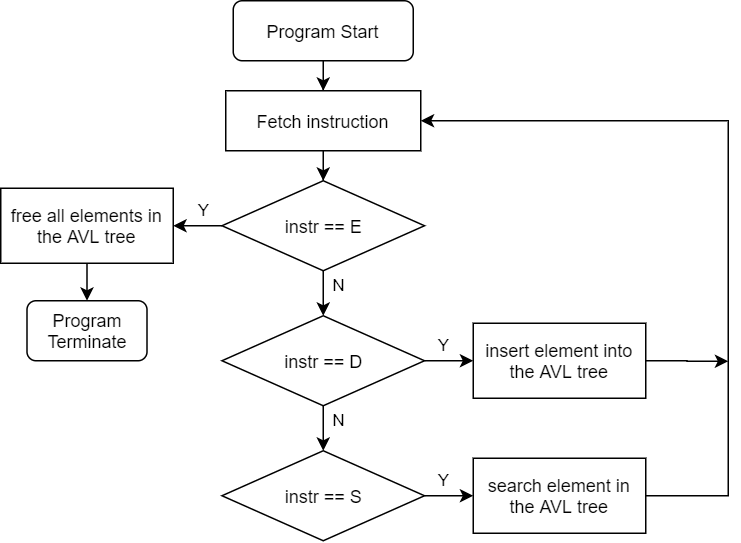 Program Start
Fetch instruction
instr == E
Y
free all elements in
the AVL tree
Program
Terminate
N
instr == D
Y
insert element into
the AVL tree
N
instr == S
Y
search element in
the AVL tree